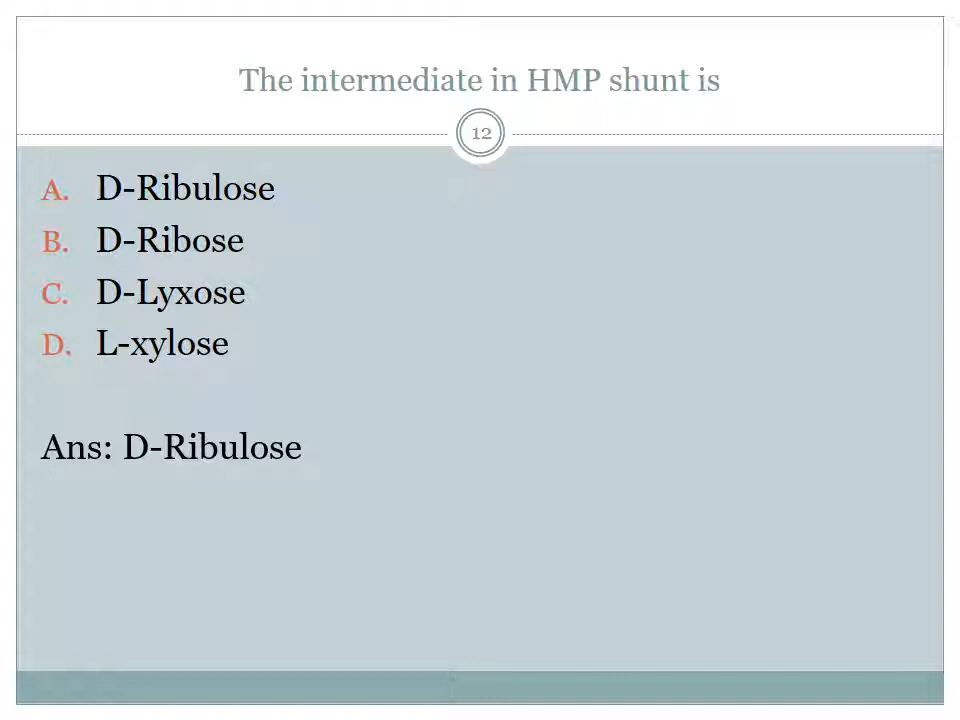 The intermediate in HMP shunt is
12
A. D-Ribulose
B. D-Ribose
C. D-Lyxose
D. L-xylose
Ans: D-Ribulose